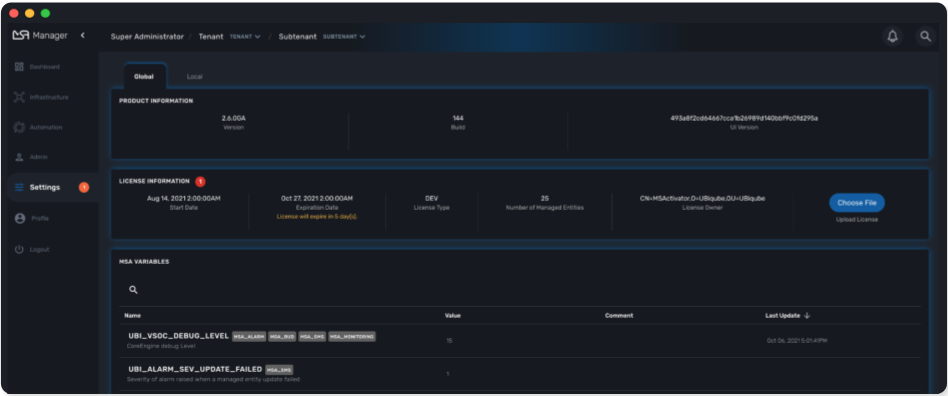 MSA Manager
Super Administrator / Tenant TENANT / Subtenant SUBTENANT
Dashboard
Infrastructure
Automation
Admin
Settings 1
Profile
Logout
Global Local
PRODUCT INFORMATION
2.6.0GA 144 493a8f2cd64667cca1b26989d140bbf9c0fd295a
Version Build UI Version
LICENSE INFORMATION 1
Aug 14, 2021 2:00:00AM Oct 27, 2021 2:00:00AM DEV 25 CN=MSActivator,O=UBiqube,OU=UBiqube Choose File
Start Date Expiration Date License Type Number of Managed Entities License Owner Upload License
License will expire in 5 day(s).
MSA VARIABLES
Name Value Comment Last Update
UBI_VSOC_DEBUG_LEVEL MSA_ALARM MSA_BUD MSA_SMS MSA_MONITORING
CoreEngine debug Level 15 Oct 06, 2021 5:01:41PM
UBI_ALARM_SEV_UPDATE_FAILED MSA_SMS
Severity of alarm raised when a managed entity update failed 1